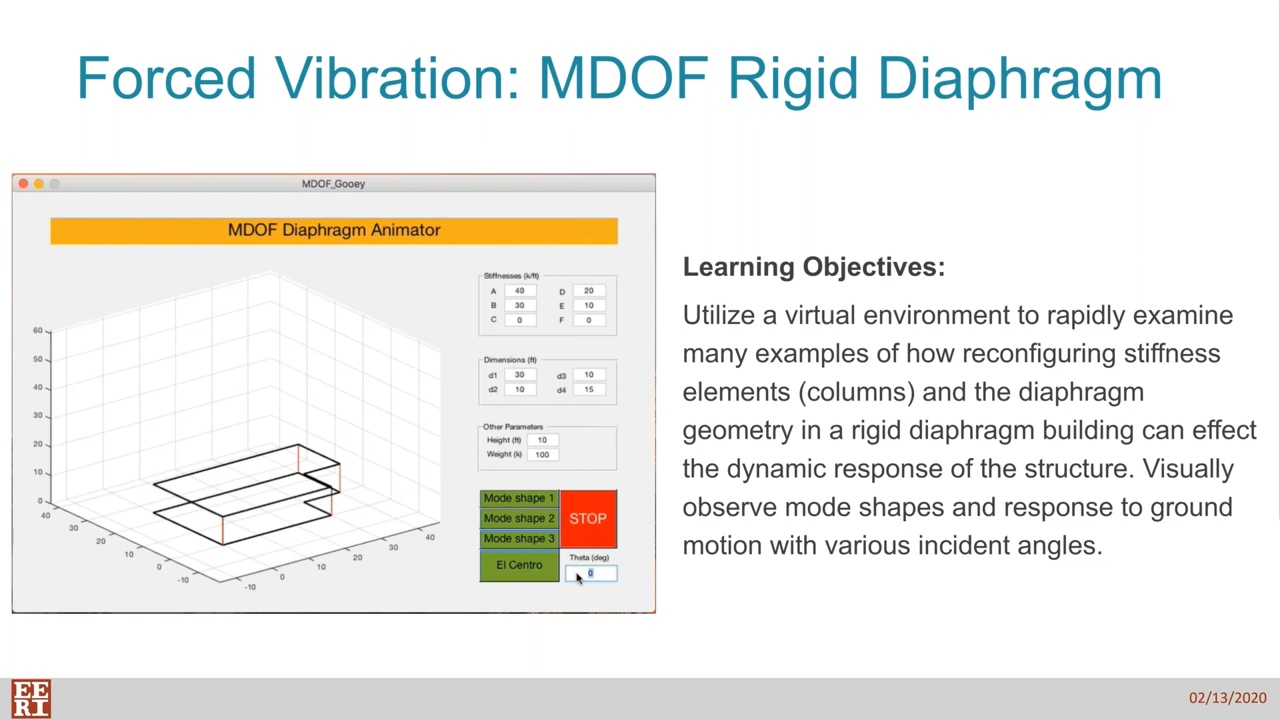 Forced Vibration: MDOF Rigid Diaphragm
MDOF_Gooey
MDOF Diaphragm Animator
60
50
40
30
20
10
0
40
30
20
10
0
-10
-10
0
10
20
30
40
Stiffnesses (k/ft)
A 40 D 20
B 30 E 10
C 0 F 0
Dimensions (ft)
d1 30 d3 10
d2 10 d4 15
Other Parameters
Height (ft) 10
Weight (k) 100
Mode shape 1
Mode shape 2
Mode shape 3
STOP
El Centro
Theta (deg)
0
Learning Objectives:
Utilize a virtual environment to rapidly examine
many examples of how reconfiguring stiffness
elements (columns) and the diaphragm
geometry in a rigid diaphragm building can effect
the dynamic response of the structure. Visually
observe mode shapes and response to ground
motion with various incident angles.
EE
RI
02/13/2020